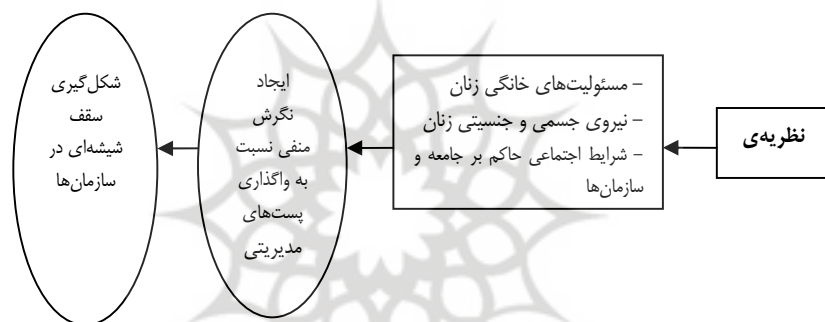 نظریه‌ی
– مسئولیت‌های خانگی زنان
– نیروی جسمی و جنسیتی زنان
– شرایط اجتماعی حاکم بر جامعه و
سازمان‌ها
ایجاد
نگرش
منفی نسبت
به واگذاری
پست‌های
مدیریتی
شکل‌گیری
سقف
شیشه‌ای در
سازمان‌ها